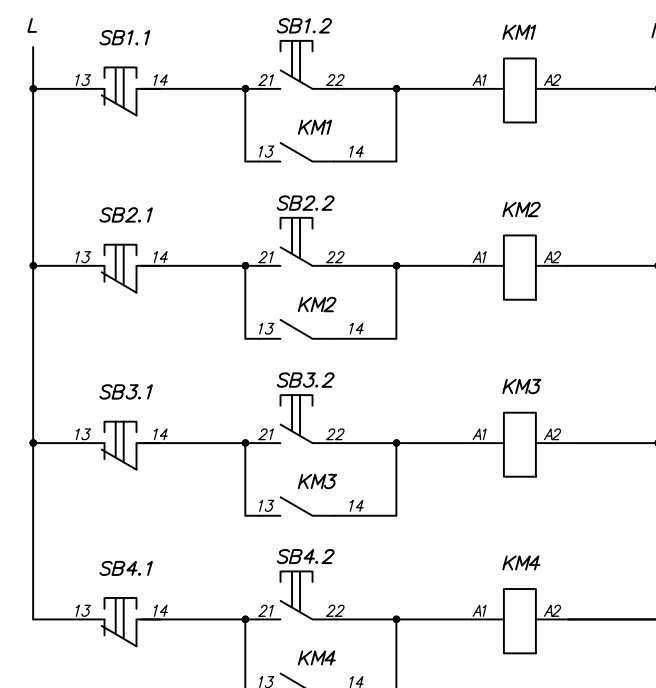 L
SB1.1 SB1.2 KM1
13 14 21 22 A1 A2
KM1
13 14
SB2.1 SB2.2 KM2
13 14 21 22 A1 A2
KM2
13 14
SB3.1 SB3.2 KM3
13 14 21 22 A1 A2
KM3
13 14
SB4.1 SB4.2 KM4
13 14 21 22 A1 A2
KM4
13 14